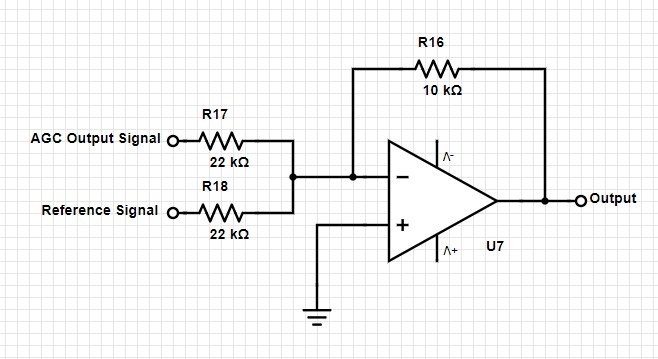 R16
10 kΩ
R17
AGC Output Signal
22 kΩ
R18
Reference Signal
22 kΩ
V-
−
+
V+
U7
Output